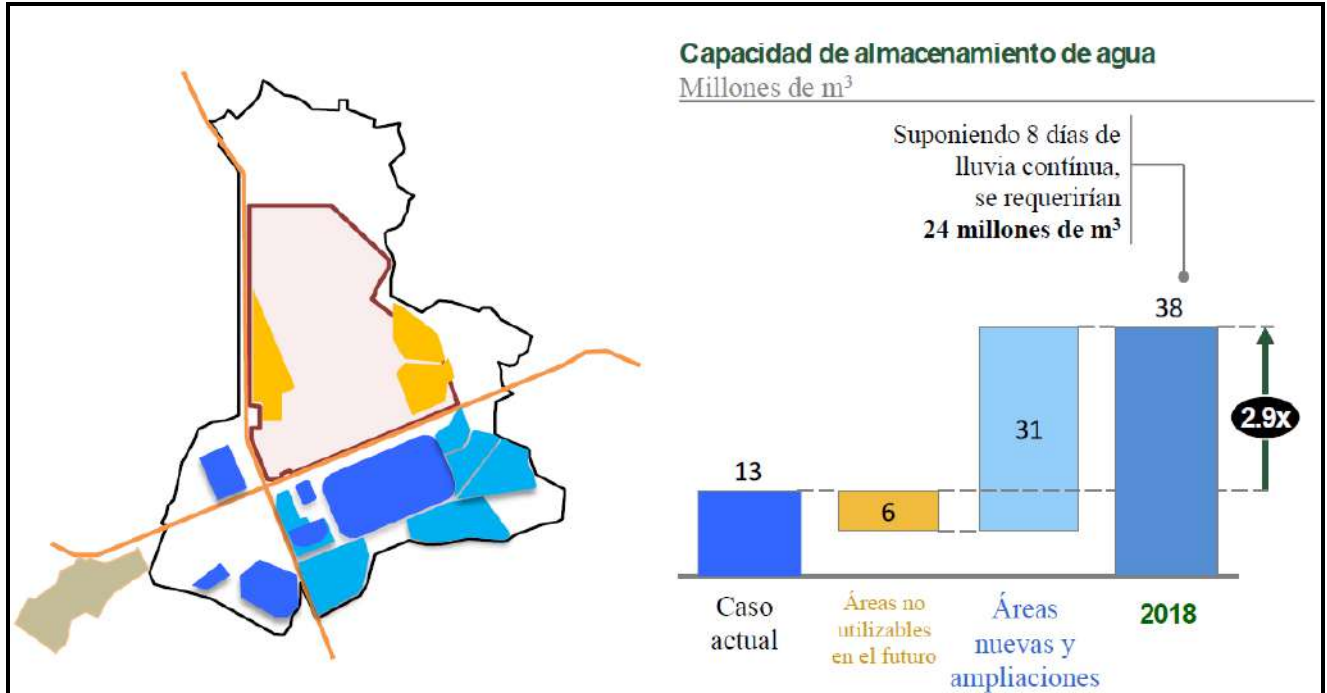 Capacidad de almacenamiento de agua
Millones de m³
Suponiendo 8 días de
lluvia contínua,
se requerirían
24 millones de m³
38
2.9x
31
13
6
Caso
actual
Áreas no
utilizables
en el futuro
Áreas
nuevas y
ampliaciones
2018